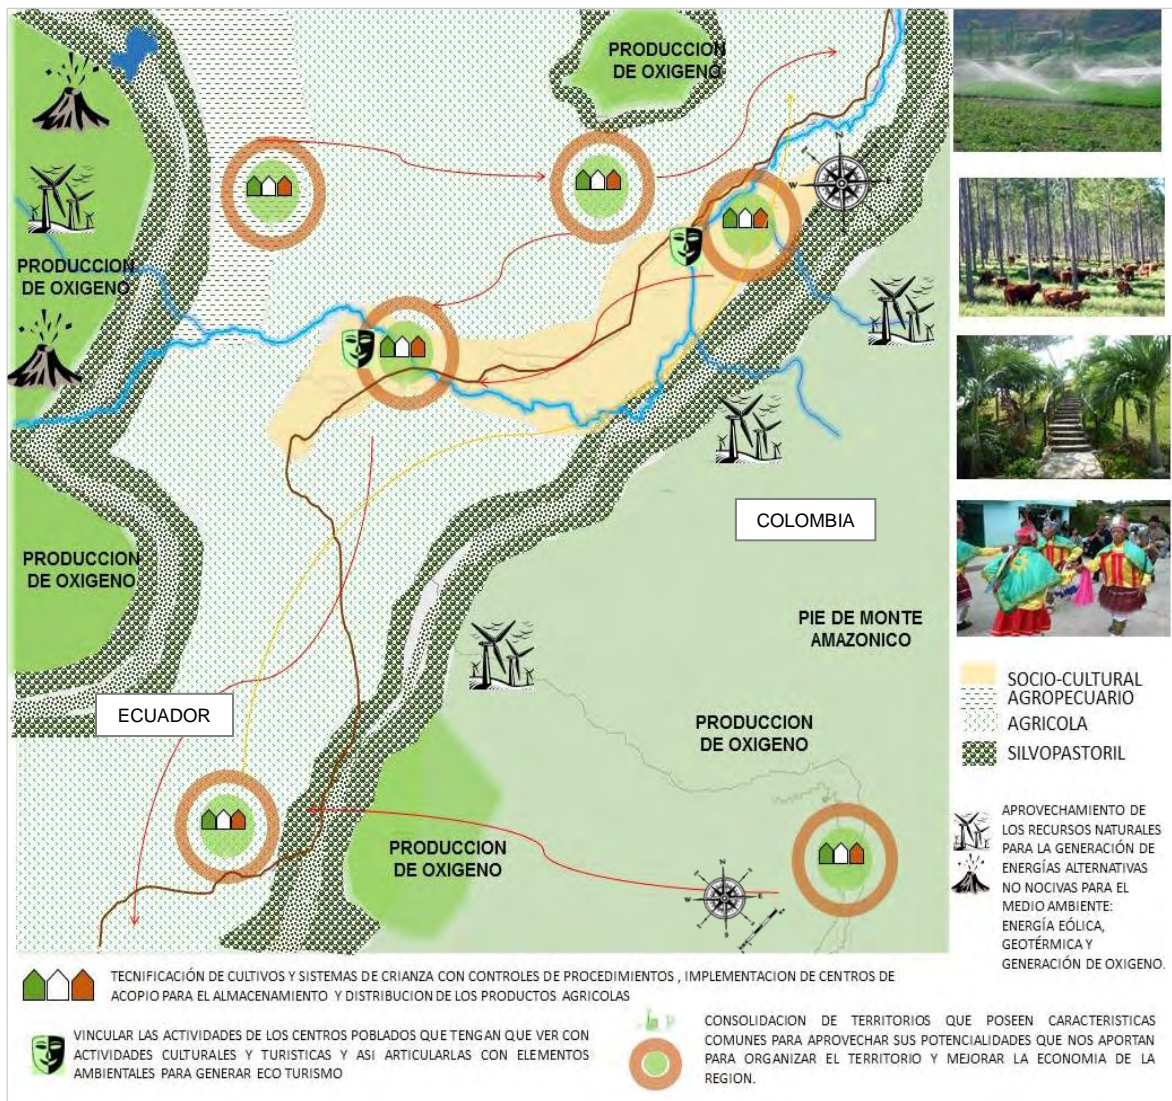 PRODUCCION
DE OXIGENO
PRODUCCION
DE OXIGENO
PRODUCCION
DE OXIGENO
COLOMBIA
PIE DE MONTE
AMAZONICO
ECUADOR
PRODUCCION
DE OXIGENO
PRODUCCION
DE OXIGENO
N
W
W
E
SOCIO-CULTURAL
AGROPECUARIO
AGRICOLA
SILVOPASTORIL
APROVECHAMIENTO DE
LOS RECURSOS NATURALES
PARA LA GENERACIÓN DE
ENERGÍAS ALTERNATIVAS
NO NOCIVAS PARA EL
MEDIO AMBIENTE:
ENERGÍA EÓLICA,
GEOTÉRMICA Y
GENERACIÓN DE OXIGENO.
TECNIFICACIÓN DE CULTIVOS Y SISTEMAS DE CRIANZA CON CONTROLES DE PROCEDIMIENTOS , IMPLEMENTACION DE CENTROS DE
ACOPIO PARA EL ALMACENAMIENTO Y DISTRIBUCION DE LOS PRODUCTOS AGRICOLAS
VINCULAR LAS ACTIVIDADES DE LOS CENTROS POBLADOS QUE TENGAN QUE VER CON
ACTIVIDADES CULTURALES Y TURISTICAS Y ASI ARTICULARLAS CON ELEMENTOS
AMBIENTALES PARA GENERAR ECO TURISMO
CONSOLIDACION DE TERRITORIOS QUE POSEEN CARACTERISTICAS
COMUNES PARA APROVECHAR SUS POTENCIALIDADES QUE NOS APORTAN
PARA ORGANIZAR EL TERRITORIO Y MEJORAR LA ECONOMIA DE LA
REGION.